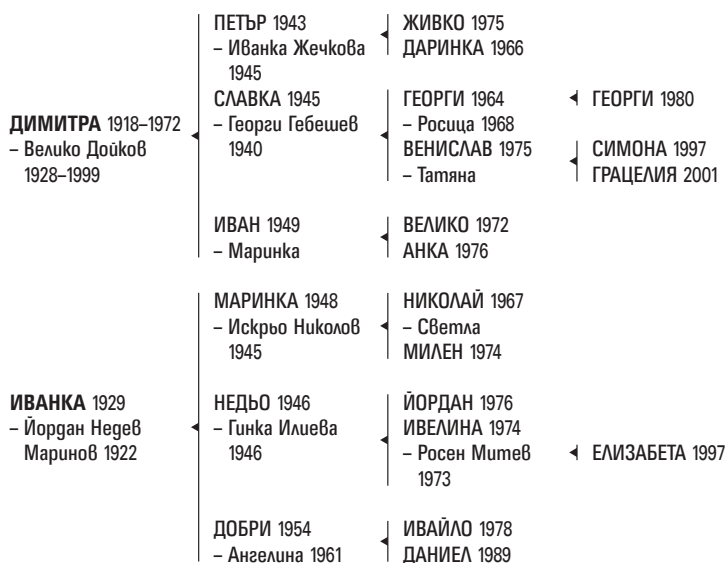 ПЕТЪР 1943
– Иванка Жечкова
1945
ЖИВКО 1975
ДАРИНКА 1966
ДИМИТРА 1918–1972
– Велико Дойков
1928–1999
СЛАВКА 1945
– Георги Гебешев
1940
ГЕОРГИ 1964
– Росица 1968
ВЕНИСЛАВ 1975
– Татяна
ГЕОРГИ 1980
СИМОНА 1997
ГРАЦЕЛИЯ 2001
ИВАН 1949
– Маринка
ВЕЛИКО 1972
АНКА 1976
МАРИНКА 1948
– Искрьо Николов
1945
НИКОЛАЙ 1967
– Светла
МИЛЕН 1974
ИВАНКА 1929
– Йордан Недев
Маринов 1922
НЕДЬО 1946
– Гинка Илиева
1946
ЙОРДАН 1976
ИВЕЛИНА 1974
– Росен Митев
1973
ЕЛИЗАБЕТА 1997
ДОБРИ 1954
– Ангелина 1961
ИВАЙЛО 1978
ДАНИЕЛ 1989